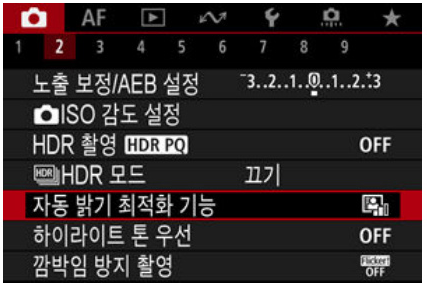 AF
1 2 3 4 5 6 7 8 9
노출 보정/AEB 설정 -3..2..1..0..1..2..+3
ISO 감도 설정
HDR 촬영 HDR PQ OFF
HDR HDR 모드 끄기
자동 밝기 최적화 기능
하이라이트 톤 우선 OFF
깜박임 방지 촬영 Flicker! OFF